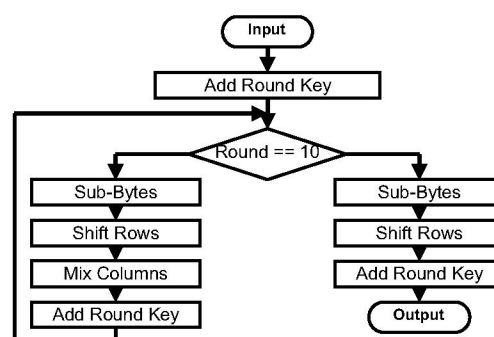 Input
Add Round Key
Round == 10
Sub-Bytes
Shift Rows
Mix Columns
Add Round Key
Sub-Bytes
Shift Rows
Add Round Key
Output